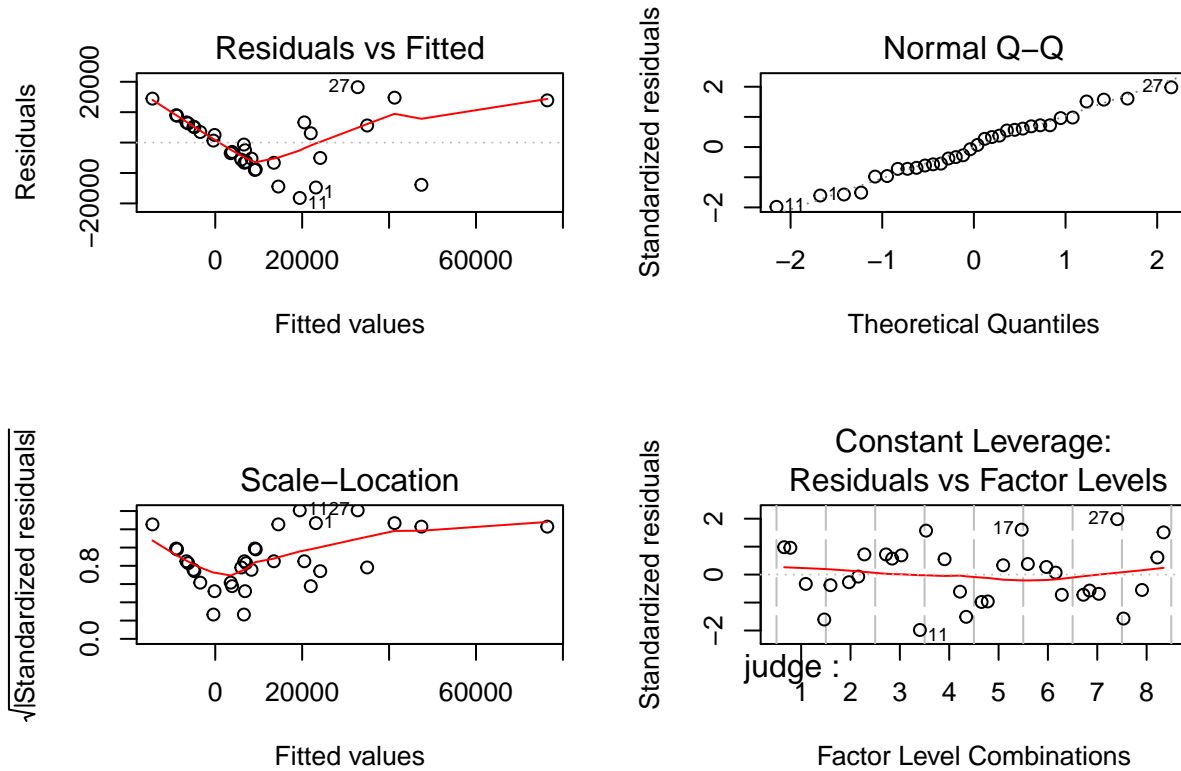 Residuals vs Fitted
Residuals
20000
−20000
27
1
11
0 20000 60000
Fitted values
Normal Q−Q
Standardized residuals
2
0
−2
27
1
11
−2 −1 0 1 2
Theoretical Quantiles
Scale−Location
√|Standardized residuals|
0.8
0.0
11 27
1
0 20000 60000
Fitted values
Constant Leverage:
Residuals vs Factor Levels
Standardized residuals
2
0
−2
17
27
11
judge :
1 2 3 4 5 6 7 8
Factor Level Combinations